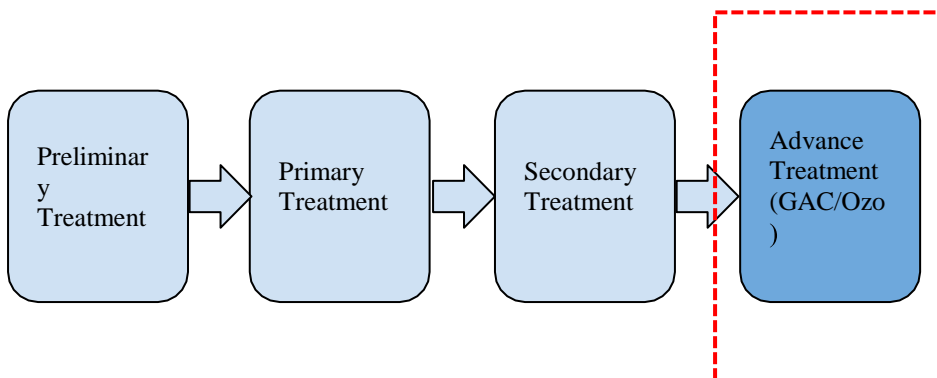 Preliminar
y
Treatment
Primary
Treatment
Secondary
Treatment
Advance
Treatment
(GAC/Ozo
)